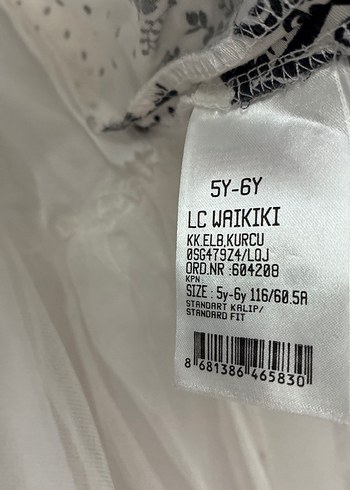 5Y-6Y
LC WAIKIKI
KK.ELB,KURCU
0SG479Z4/LQJ
ORD.NR :604208
KPN
SIZE : 5y-6y 116/60.5A
STANDART KALIP/
STANDARD FIT
8 681386 465830